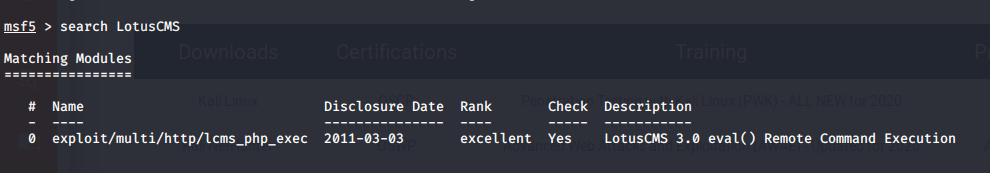 msf5 > search LotusCMS
Downloads Certifications Training
Matching Modules
================
Kali Linux (PWK) - ALL NEW for 2020
# Name Disclosure Date Rank Check Description
- ---- --------------- ---- ----- -----------
0 exploit/multi/http/lcms_php_exec 2011-03-03 excellent Yes LotusCMS 3.0 eval() Remote Command Execution